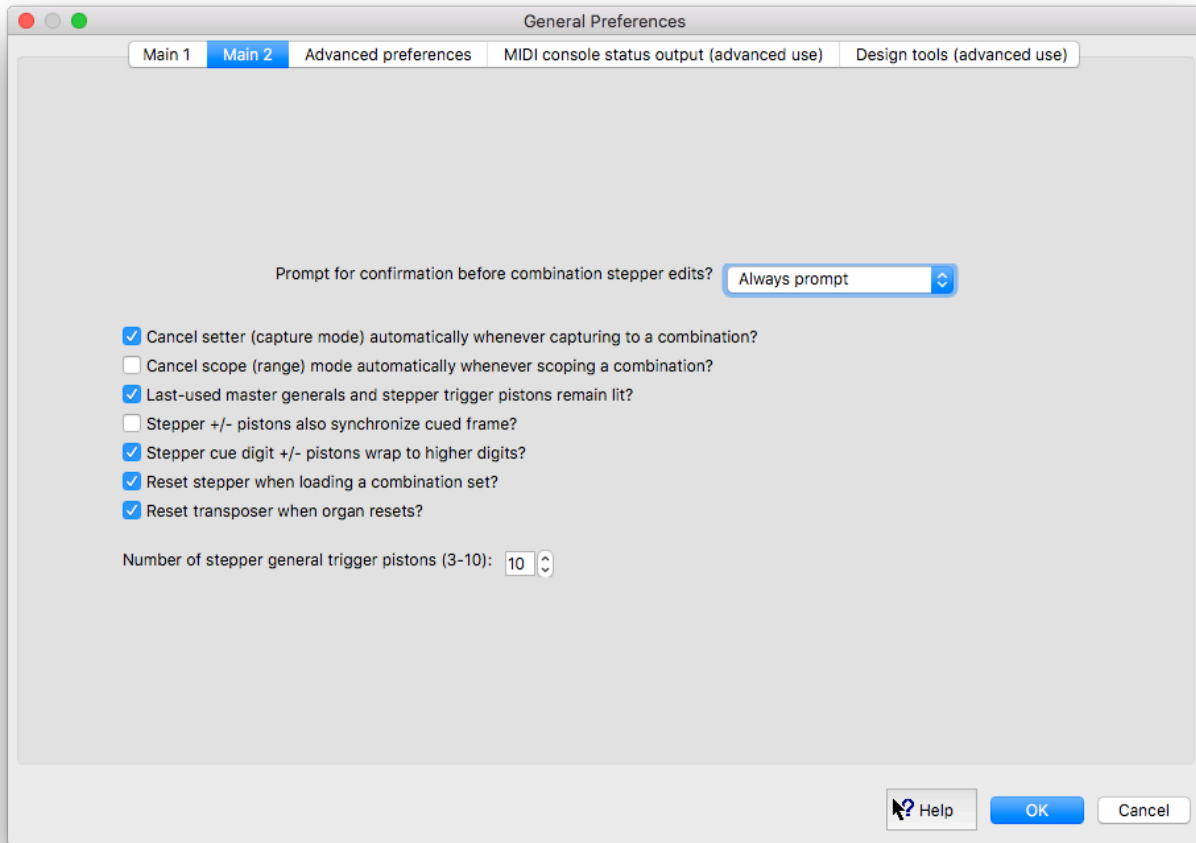 General Preferences
Main 1 Main 2 Advanced preferences MIDI console status output (advanced use) Design tools (advanced use)
Prompt for confirmation before combination stepper edits? Always prompt
Cancel setter (capture mode) automatically whenever capturing to a combination?
Cancel scope (range) mode automatically whenever scoping a combination?
Last-used master generals and stepper trigger pistons remain lit?
Stepper +/- pistons also synchronize cued frame?
Stepper cue digit +/- pistons wrap to higher digits?
Reset stepper when loading a combination set?
Reset transposer when organ resets?
Number of stepper general trigger pistons (3-10): 10
? Help OK Cancel